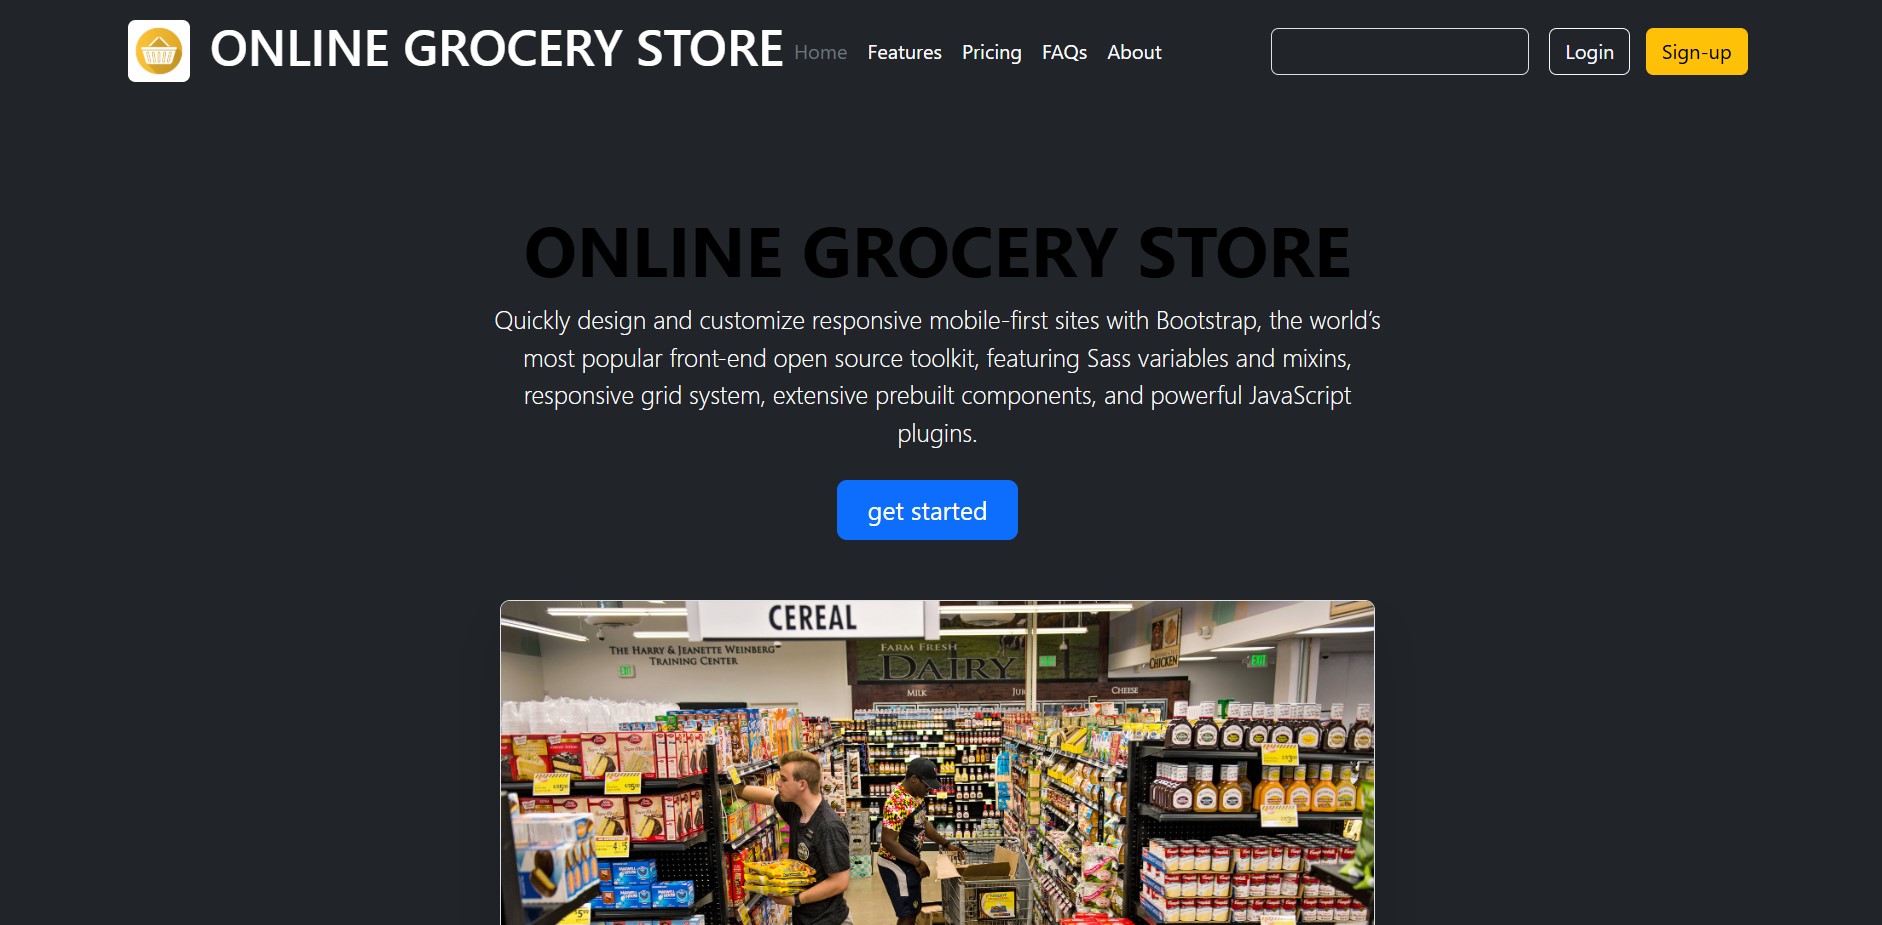 ONLINE GROCERY STORE Home Features Pricing FAQs About Login Sign-up
ONLINE GROCERY STORE
Quickly design and customize responsive mobile-first sites with Bootstrap, the world’s
most popular front-end open source toolkit, featuring Sass variables and mixins,
responsive grid system, extensive prebuilt components, and powerful JavaScript
plugins.
get started
CEREAL
THE HARRY & JEANETTE WEINBERG
TRAINING CENTER
FARM FRESH
DAIRY
MILK
CHEESE
CHICKEN
EXIT
EXIT